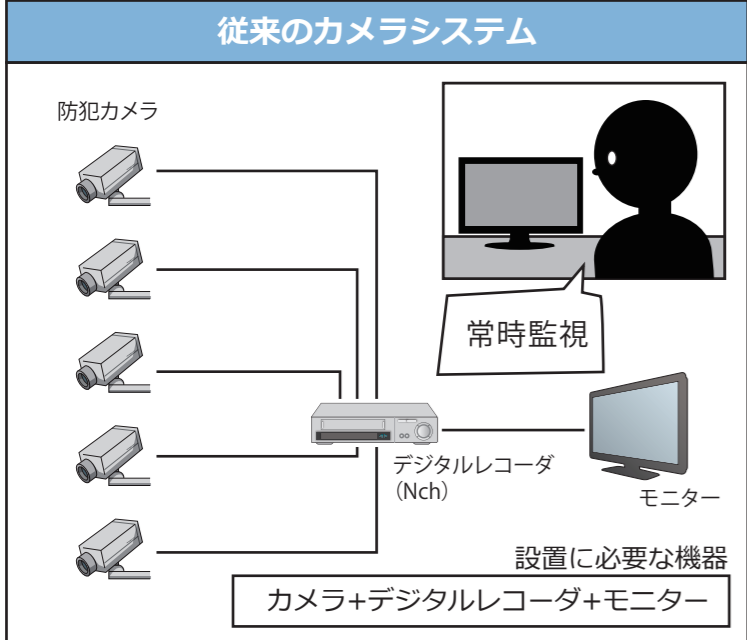 従来のカメラシステム
防犯カメラ
常時監視
デジタルレコーダ
（Nch）
モニター
設置に必要な機器
カメラ+デジタルレコーダ+モニター